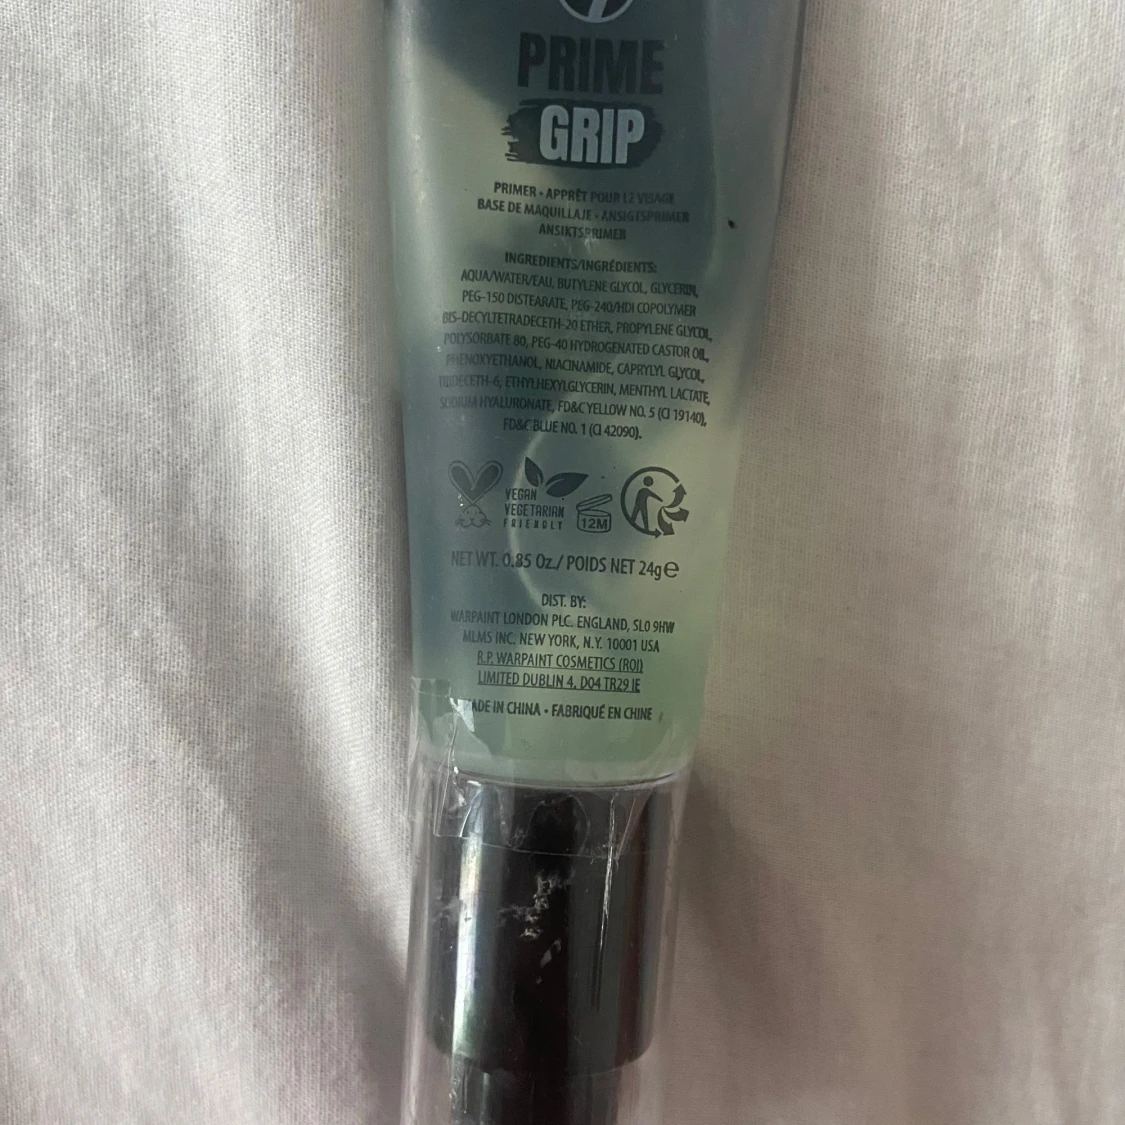 7
PRIME
GRIP
PRIMER • APPRÊT POUR LE VISAGE
BASE DE MAQUILLAJE • ANSIGTSPRIMER
ANSIKTSPRIMER
INGREDIENTS/INGRÉDIENTS:
AQUA/WATER/EAU, BUTYLENE GLYCOL, GLYCERIN,
PEG-150 DISTEARATE, PEG-240/HDI COPOLYMER
BIS-DECYLTETRADECETH-20 ETHER, PROPYLENE GLYCOL,
POLYSORBATE 80, PEG-40 HYDROGENATED CASTOR OIL,
PHENOXYETHANOL, NIACINAMIDE, CAPRYLYL GLYCOL,
TRIDECETH-6, ETHYLHEXYLGLYCERIN, MENTHYL LACTATE,
SODIUM HYALURONATE, FD&C YELLOW NO. 5 (CI 19140),
FD&C BLUE NO. 1 (CI 42090).
VEGAN
VEGETARIAN
FRIENDLY
12M
NET WT. 0.85 Oz./ POIDS NET 24g e
DIST. BY:
WARPAINT LONDON PLC. ENGLAND, SL0 9HW
MLMS INC. NEW YORK, N.Y. 10001 USA
R.P. WARPAINT COSMETICS (ROI)
LIMITED DUBLIN 4, D04 TR29 IE
MADE IN CHINA • FABRIQUÉ EN CHINE